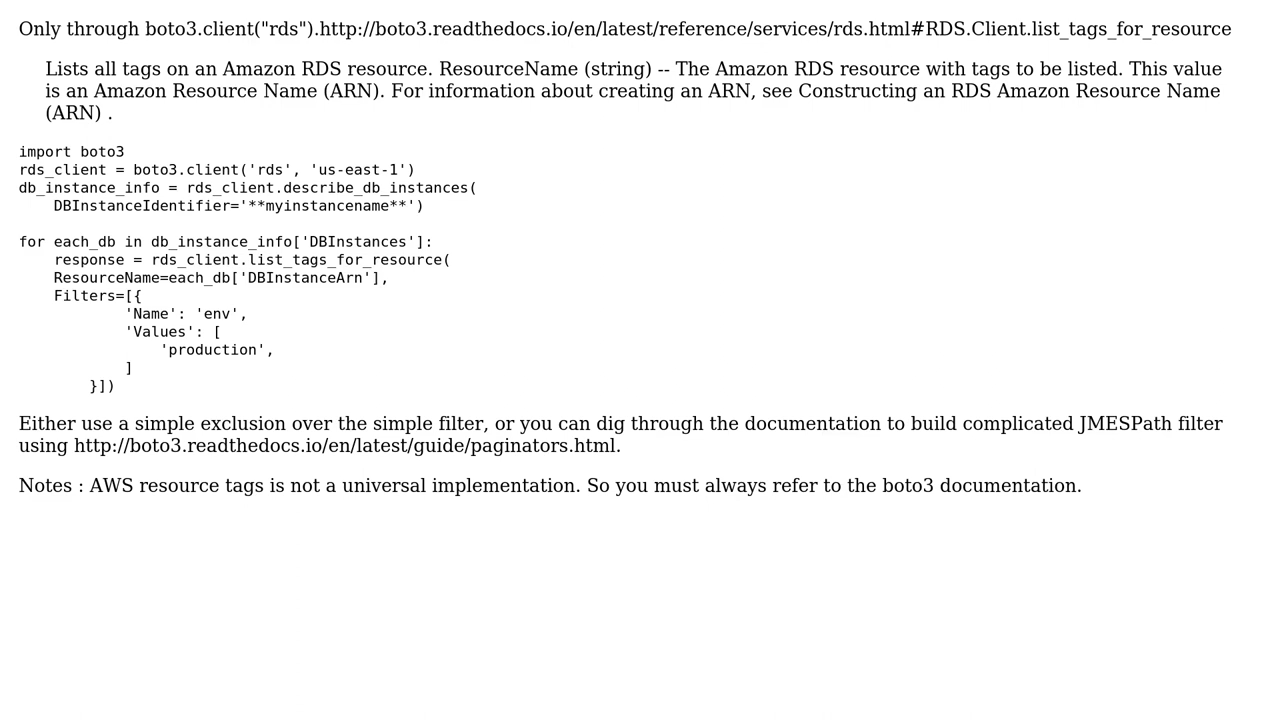 Only through boto3.client("rds").http://boto3.readthedocs.io/en/latest/reference/services/rds.html#RDS.Client.list_tags_for_resource
Lists all tags on an Amazon RDS resource. ResourceName (string) -- The Amazon RDS resource with tags to be listed. This value
is an Amazon Resource Name (ARN). For information about creating an ARN, see Constructing an RDS Amazon Resource Name
(ARN) .
import boto3
rds_client = boto3.client('rds', 'us-east-1')
db_instance_info = rds_client.describe_db_instances(
    DBInstanceIdentifier='**myinstancename**')
for each_db in db_instance_info['DBInstances']:
    response = rds_client.list_tags_for_resource(
    ResourceName=each_db['DBInstanceArn'],
    Filters=[{
            'Name': 'env',
            'Values': [
                'production',
            ]
        }])
Either use a simple exclusion over the simple filter, or you can dig through the documentation to build complicated JMESPath filter
using http://boto3.readthedocs.io/en/latest/guide/paginators.html.
Notes : AWS resource tags is not a universal implementation. So you must always refer to the boto3 documentation.